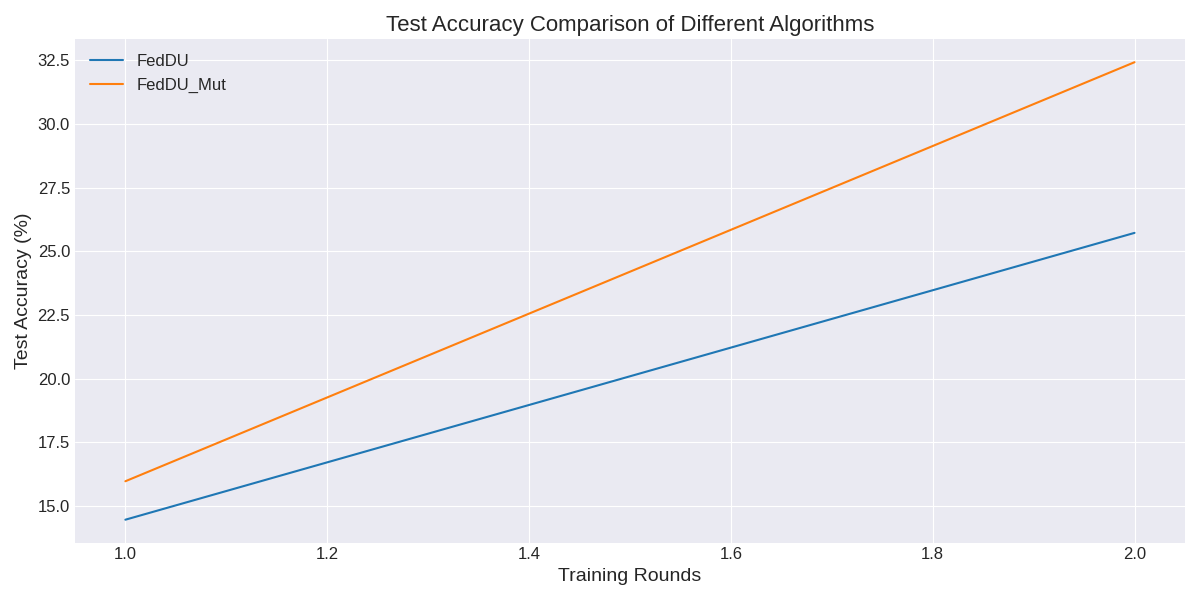 Test Accuracy Comparison of Different Algorithms
FedDU
FedDU_Mut
Test Accuracy (%)
32.5
30.0
27.5
25.0
22.5
20.0
17.5
15.0
1.0 1.2 1.4 1.6 1.8 2.0
Training Rounds